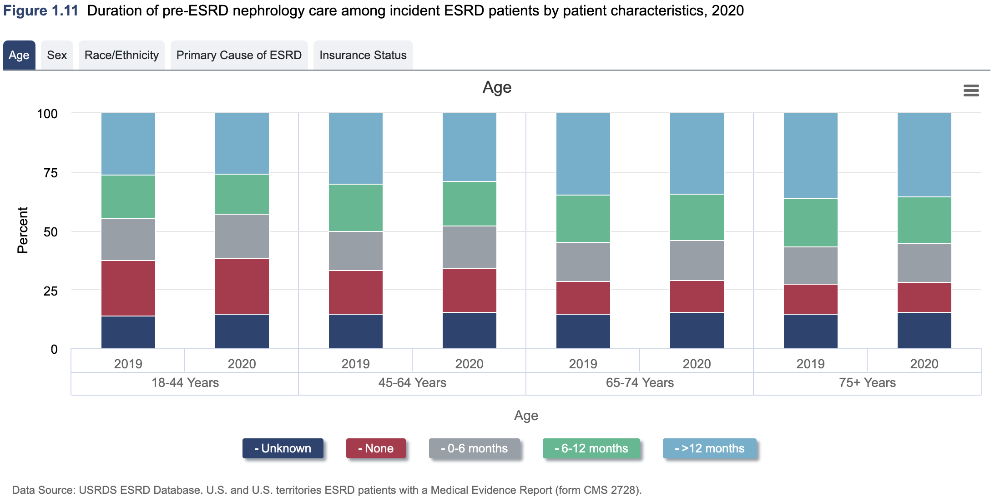 Figure 1.11 Duration of pre-ESRD nephrology care among incident ESRD patients by patient characteristics, 2020
Age Sex Race/Ethnicity Primary Cause of ESRD Insurance Status
Age
100
75
50
25
0
Percent
2019 2020 2019 2020 2019 2020 2019 2020
18-44 Years 45-64 Years 65-74 Years 75+ Years
Age
- Unknown - None - 0-6 months - 6-12 months - >12 months
Data Source: USRDS ESRD Database. U.S. and U.S. territories ESRD patients with a Medical Evidence Report (form CMS 2728).